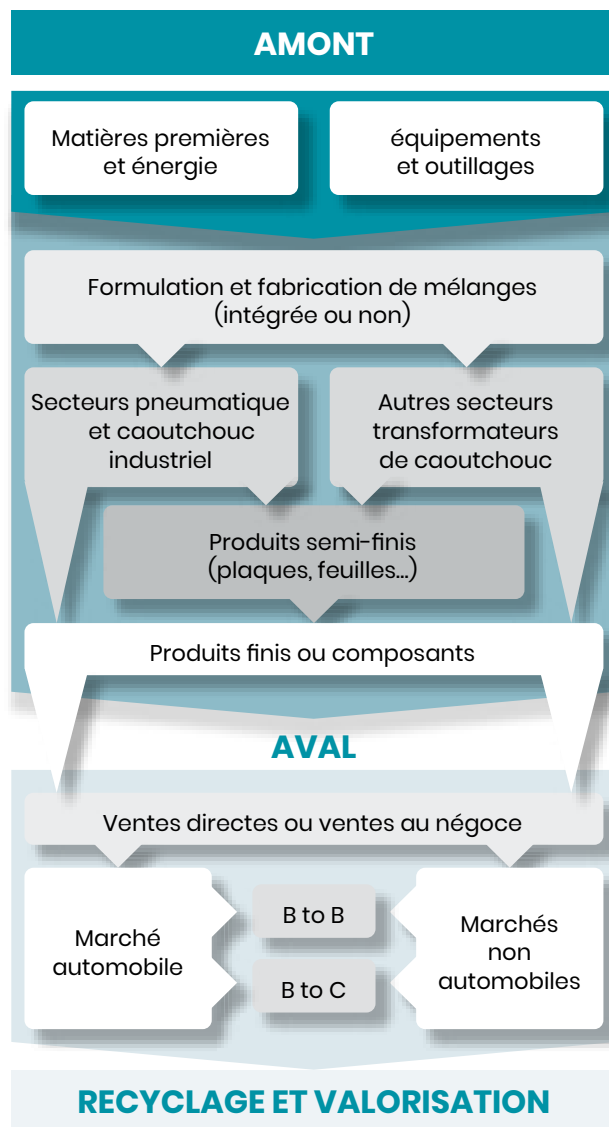 AMONT
Matières premières
et énergie
équipements
et outillages
Formulation et fabrication de mélanges
(intégrée ou non)
Secteurs pneumatique
et caoutchouc
industriel
Autres secteurs
transformateurs
de caoutchouc
Produits semi-finis
(plaques, feuilles...)
Produits finis ou composants
AVAL
Ventes directes ou ventes au négoce
Marché
automobile
B to B
B to C
Marchés
non
automobiles
RECYCLAGE ET VALORISATION